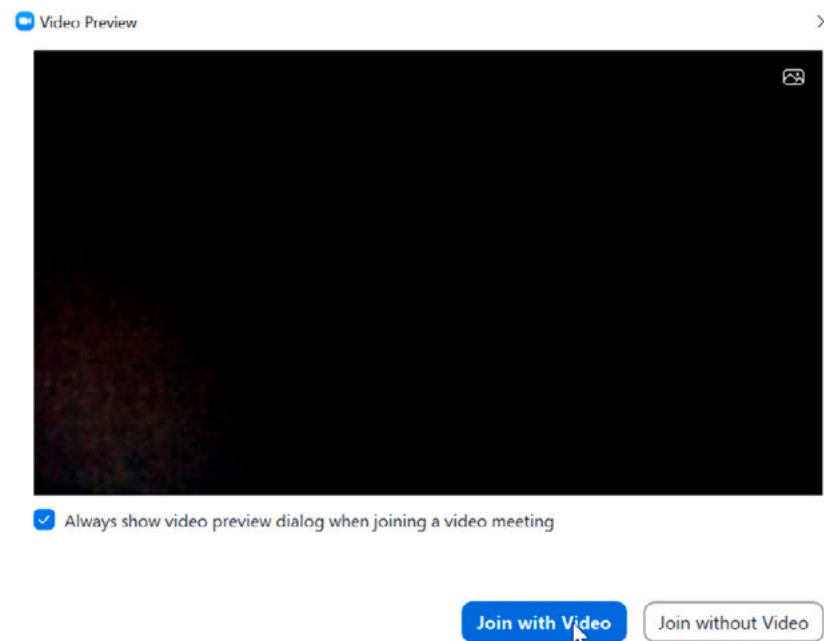 Video Preview
Always show video preview dialog when joining a video meeting
Join with Video
Join without Video